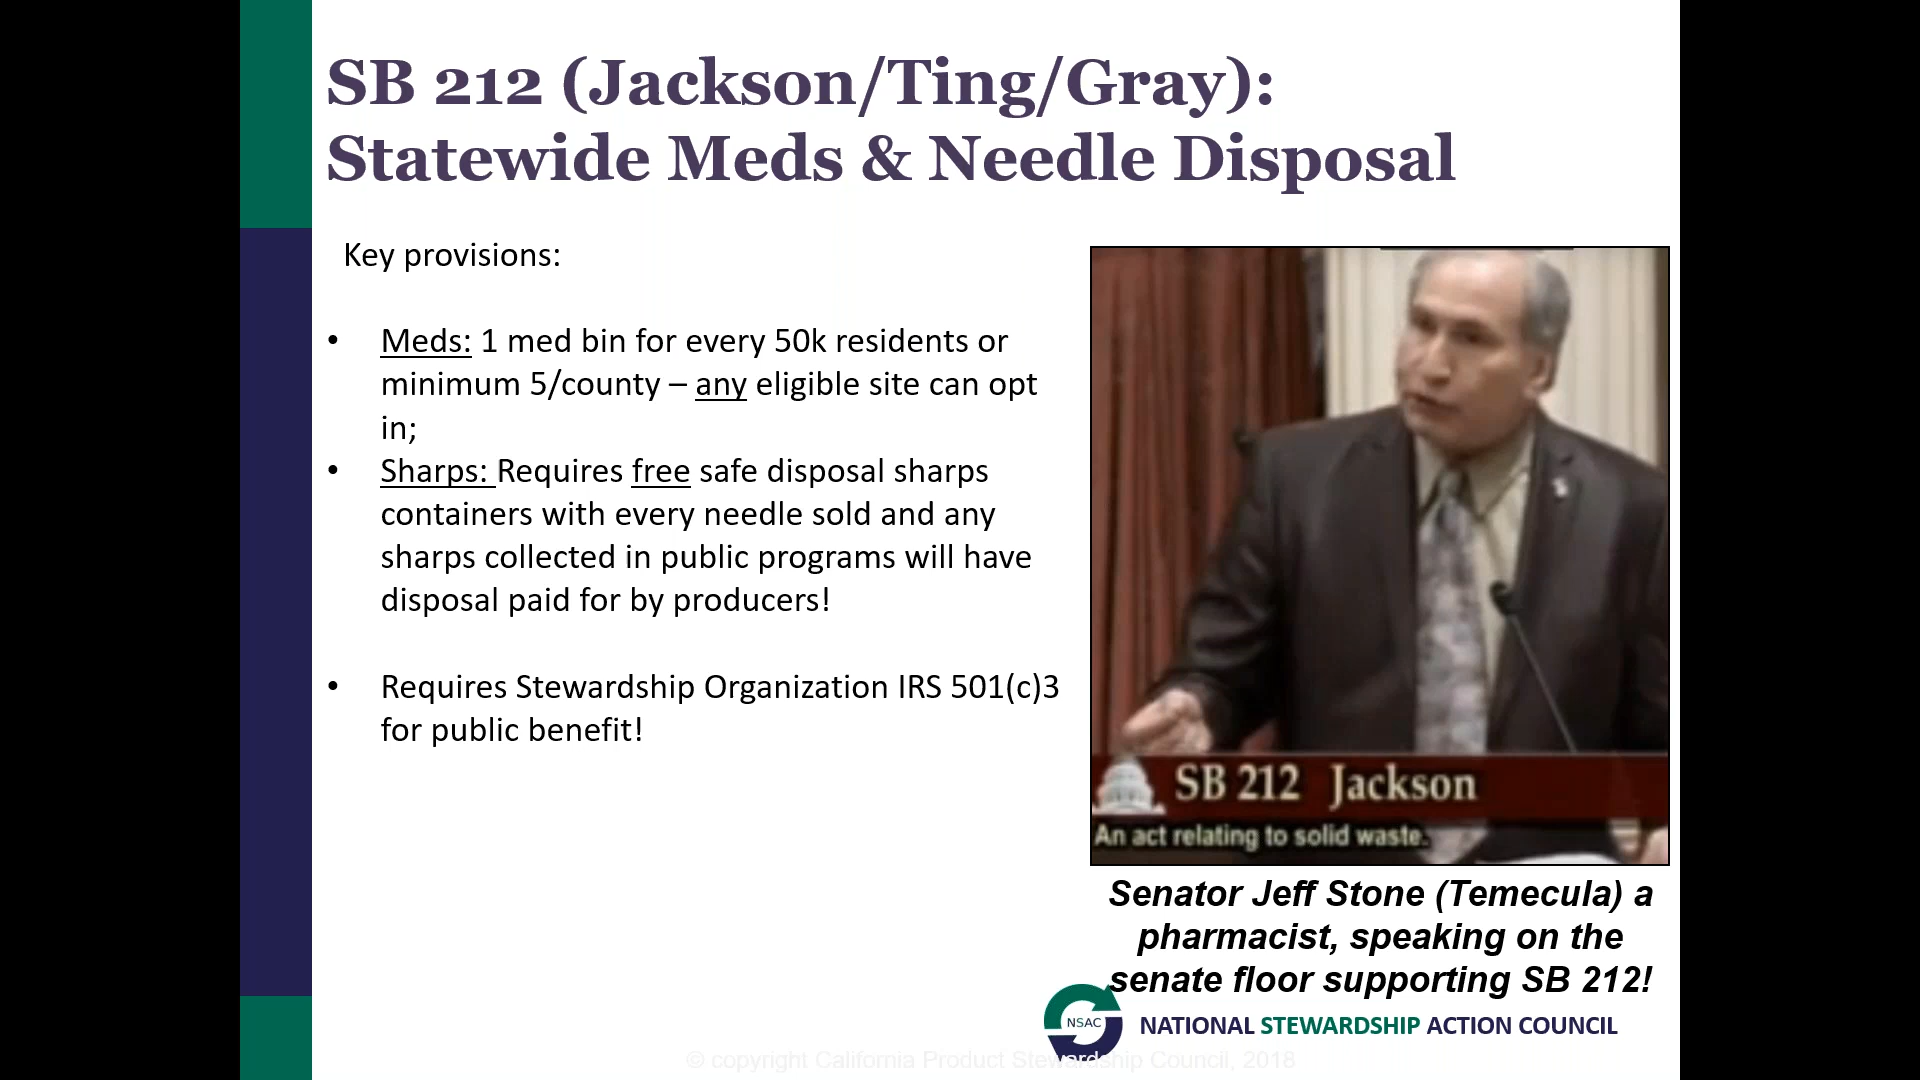 SB 212 (Jackson/Ting/Gray):
Statewide Meds & Needle Disposal
Key provisions:
• Meds: 1 med bin for every 50k residents or
minimum 5/county – any eligible site can opt
in;
• Sharps: Requires free safe disposal sharps
containers with every needle sold and any
sharps collected in public programs will have
disposal paid for by producers!
• Requires Stewardship Organization IRS 501(c)3
for public benefit!
SB 212 Jackson
An act relating to solid waste.
Senator Jeff Stone (Temecula) a
pharmacist, speaking on the
senate floor supporting SB 212!
NSAC
NATIONAL STEWARDSHIP ACTION COUNCIL
© copyright California Product Stewardship Council, 2018